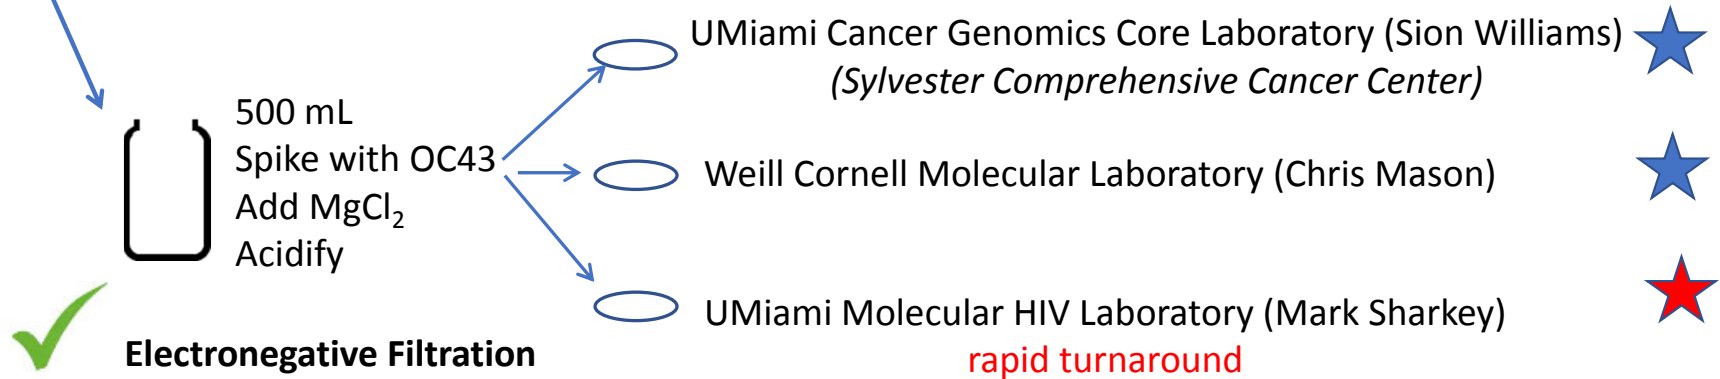 500 mL
Spike with OC43
Add MgCl₂
Acidify
Electronegative Filtration
UMiami Cancer Genomics Core Laboratory (Sion Williams)
(Sylvester Comprehensive Cancer Center)
Weill Cornell Molecular Laboratory (Chris Mason)
UMiami Molecular HIV Laboratory (Mark Sharkey)
rapid turnaround